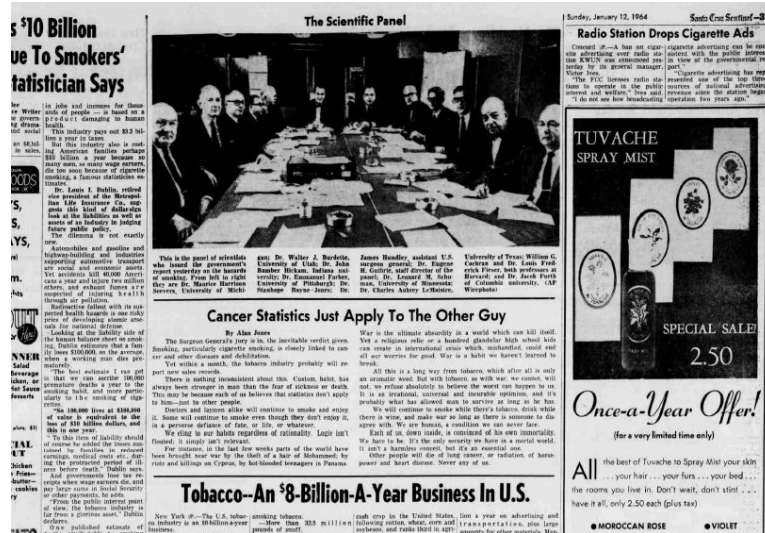 Sunday, January 12, 1964 Santa Cruz Sentinel—3
s $10 Billion
ue To Smokers'
tatistician Says
in jobs and incomes for thous-
ands of people — is based on a
product damaging to human
health.
This industry pays out $3.3 bil-
lion a year in taxes.
But this industry also is cost-
ing American families perhaps
$10 billion a year because so
many men, so many wage earners,
die too soon because of cigarette
smoking, a famous statistician es-
timates.
Dr. Louis I. Dublin, retired
vice president of the Metropol-
itan Life Insurance Co., sug-
gests this kind of dollar-sign
look at the liabilities as well as
assets of an industry in judging
future public policy.
The dilemma is not exactly
new.
Automobiles and gasoline and
highway-building and industries
supporting automotive transport
are social and economic assets.
Yet accidents kill 40,000 Ameri-
cans a year and injure two million
others, and exhaust fumes are
suspected of injuring health
through air pollution.
Radioactive fallout with its sus-
pected health hazards is one risky
price of developing atomic arse-
nals for national defense.
Looking at the liability side of
the human balance sheet on smok-
ing, Dublin estimates that a fam-
ily loses $100,000, on the average,
when a working man dies pre-
maturely.
"The best estimate I can get
is that we can ascribe 100,000
premature deaths a year to the
smoking habit, and more partic-
ularly to the smoking of ciga-
rettes.
"So 100,000 lives at $100,000
of value is equivalent to the
loss of $10 billion dollars, and
this in one year.
"To this item of liability should
of course be added the losses sus-
tained by families in reduced
earnings, medical costs etc., dur-
ing the protracted period of ill-
ness before death," Dublin says.
And governments lose tax re-
ceipts when wage earners die, and
pay large sums in Social Security
or other payments, he adds.
"From the public interest point
of view, the tobacco industry is
far from a glorious asset," Dublin
declares.
One published estimate of
The Scientific Panel
This is the panel of scientists
who issued the government's
report yesterday on the hazards
of smoking. From left to right
they are Dr. Maurice Harrison
Seevers, University of Michi-
gan; Dr. Walter J. Burdette,
University of Utah; Dr. John
Bamber Hickam, Indiana uni-
versity; Dr. Emmanuel Farber,
University of Pittsburgh; Dr.
Stanhope Bayne-Jones; Dr.
James Hundley, assistant U.S.
surgeon general; Dr. Eugene
H. Guthrie, staff director of the
panel; Dr. Leonard M. Schu-
man, University of Minnesota;
Dr. Charles Aubrey LeMaistre,
University of Texas; William G.
Cochran and Dr. Louis Fred-
erick Fieser, both professors at
Harvard; and Dr. Jacob Furth
of Columbia university. (AP
Wirephoto)
Cancer Statistics Just Apply To The Other Guy
By Alan Jones
The Surgeon General's jury is in, the inevitable verdict given.
Smoking, particularly cigarette smoking, is closely linked to can-
cer and other diseases and debilitation.
Yet within a month, the tobacco industry probably will re-
port new sales records.
There is nothing inconsistent about this. Custom, habit, has
always been stronger in man than the fear of sickness or death.
This may be because each of us believes that statistics don't apply
to him—just to other people.
Doctors and laymen alike will continue to smoke and enjoy
it. Some will continue to smoke even though they don't enjoy it,
in a perverse defiance of fate, or life, or whatever.
We cling to our habits regardless of rationality. Logic isn't
flouted; it simply isn't relevant.
For instance, in the last few weeks parts of the world have
been brought near war by the theft of a hair of Mohammed; by
riots and killings on Cyprus, by hot-blooded teenagers in Panama.
War is the ultimate absurdity in a world which can kill itself.
Yet a religious relic or a hundred glandular high school kids
can create in international crisis which, mishandled, could end
all our worries for good. War is a habit we haven't learned to
break.
All this is a long way from tobacco, which after all is only
an aromatic weed. But with tobacco, as with war, we cannot, will
not, we refuse absolutely to believe the worst can happen to us.
It is an irrational, universal and incurable optimism, and it's
probably what has allowed man to survive as long as he has.
We will continue to smoke while there's tobacco, drink while
there is wine, and make war so long as there is someone to dis-
agree with. We are human, a condition we can never fare.
Each of us, down inside, is convinced of his own immortality.
We have to be. It's the only security we have in a mortal world.
It isn't a harmless conceit, but it's an essential one.
Other people will die of lung cancer, or radiation, of horse-
power and heart disease. Never any of us.
Tobacco--An $8-Billion-A-Year Business In U.S.
New York —The U.S. tobac-
co industry is an $8-billion-a-year
business.
smoking tobacco.
—More than 32.5 million
pounds of snuff.
cash crop in the United States,
following cotton, wheat, corn and
soybeans, and ranks third in agri-
lion a year on advertising and
transportation, plus large
amounts for other materials. Man-
Radio Station Drops Cigarette Ads
Concord —A ban on cigar-
ette advertising over radio sta-
tion KWUN was announced yes-
terday by its general manager,
Victor Ives.
"The FCC licenses radio sta-
tions to operate in the public
interest and welfare," Ives said.
"I do not see how broadcasting
cigarette advertising can be con-
sistent with the public interest
in view of the governmental re-
port."
"Cigarette advertising has rep-
resented one of the top three
sources of national advertising
revenue since the station began
operation two years ago."
TUVACHE
SPRAY MIST
SPECIAL SALE!
2.50
Once-a-Year Offer!
(for a very limited time only)
All the best of Tuvache to Spray Mist your skin
. . . your hair . . . your furs . . . your bed . . .
the rooms you live in. Don't wait, don't stint . . .
have it all, only 2.50 each (plus tax)
● MOROCCAN ROSE ● VIOLET